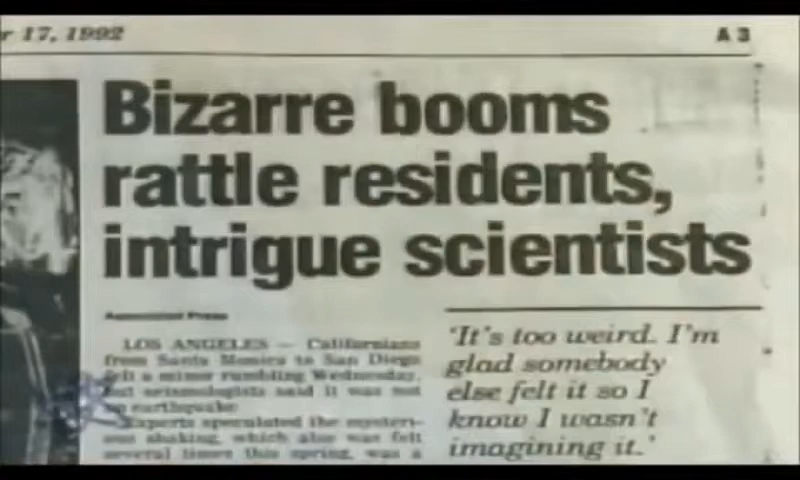 r 17, 1992
A 3
Bizarre booms
rattle residents,
intrigue scientists
Associated Press
LOS ANGELES — Californians
from Santa Monica to San Diego
felt a minor rumbling Wednesday,
but seismologists said it was not
an earthquake.
Experts speculated the mysteri-
ous shaking, which also was felt
several times this spring, was a
'It's too weird. I'm
glad somebody
else felt it so I
know I wasn't
imagining it.'